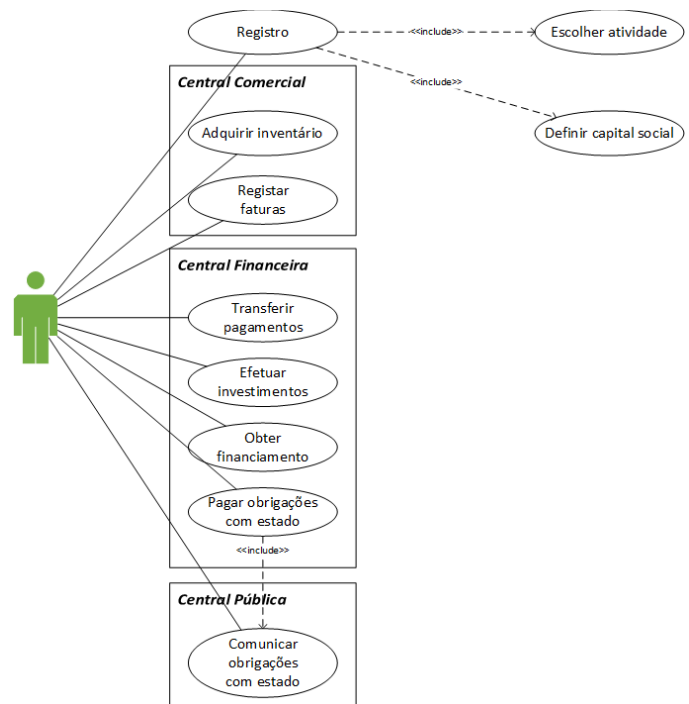 Registro
<<include>>
Escolher atividade
<<include>>
Central Comercial
Adquirir inventário
Definir capital social
Registar
faturas
Central Financeira
Transferir
pagamentos
Efetuar
investimentos
Obter
financiamento
Pagar obrigações
com estado
<<include>>
Central Pública
Comunicar
obrigações
com estado